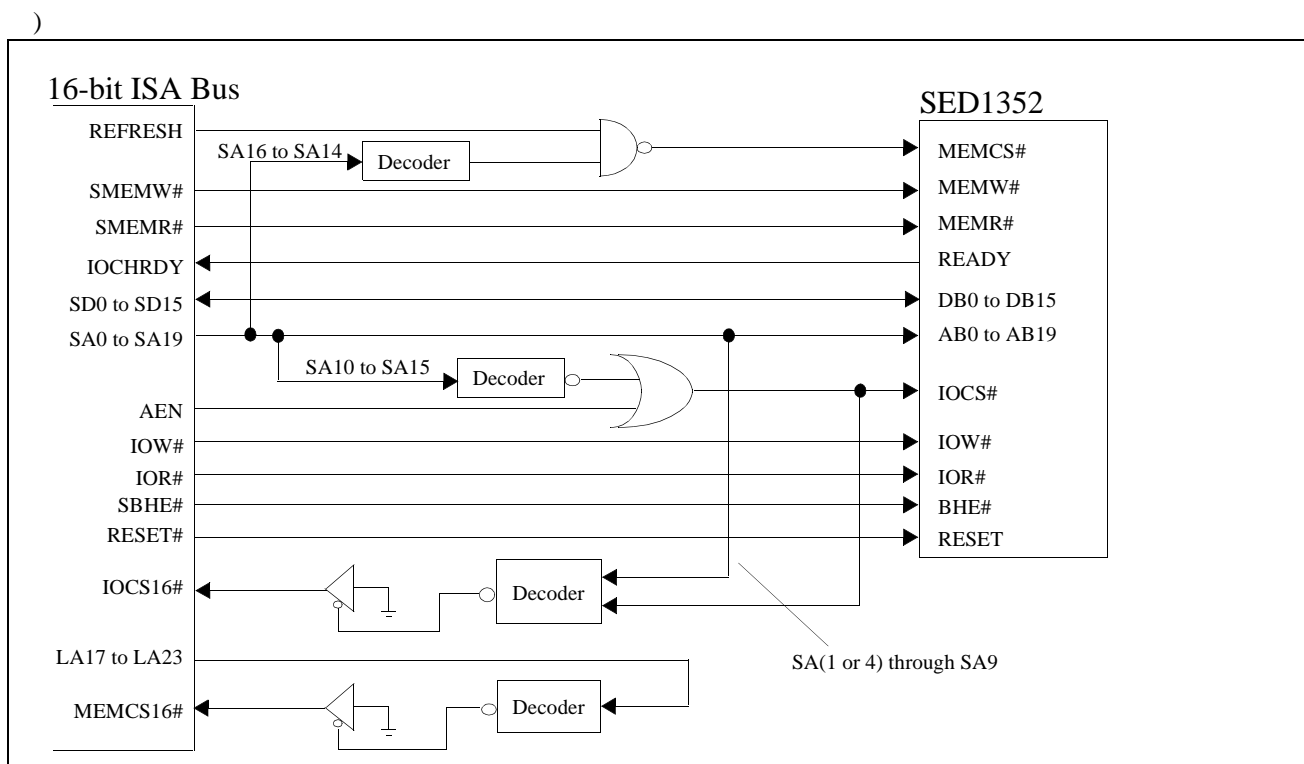 )
16-bit ISA Bus
SED1352
REFRESH
SA16 to SA14
Decoder
MEMCS#
SMEMW#
MEMW#
SMEMR#
MEMR#
IOCHRDY
READY
SD0 to SD15
DB0 to DB15
SA0 to SA19
AB0 to AB19
SA10 to SA15
Decoder
IOCS#
AEN
IOW#
IOW#
IOR#
IOR#
SBHE#
BHE#
RESET#
RESET
IOCS16#
Decoder
LA17 to LA23
SA(1 or 4) through SA9
MEMCS16#
Decoder